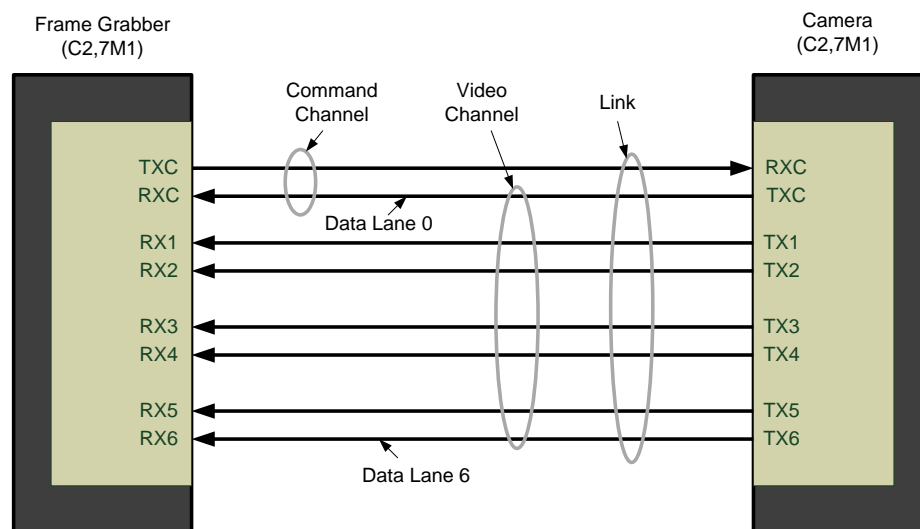 Frame Grabber
(C2,7M1)
Camera
(C2,7M1)
Command
Channel
Video
Channel
Link
TXC
RXC
RXC
Data Lane 0
TXC
RX1
TX1
RX2
TX2
RX3
TX3
RX4
TX4
RX5
TX5
RX6
TX6
Data Lane 6